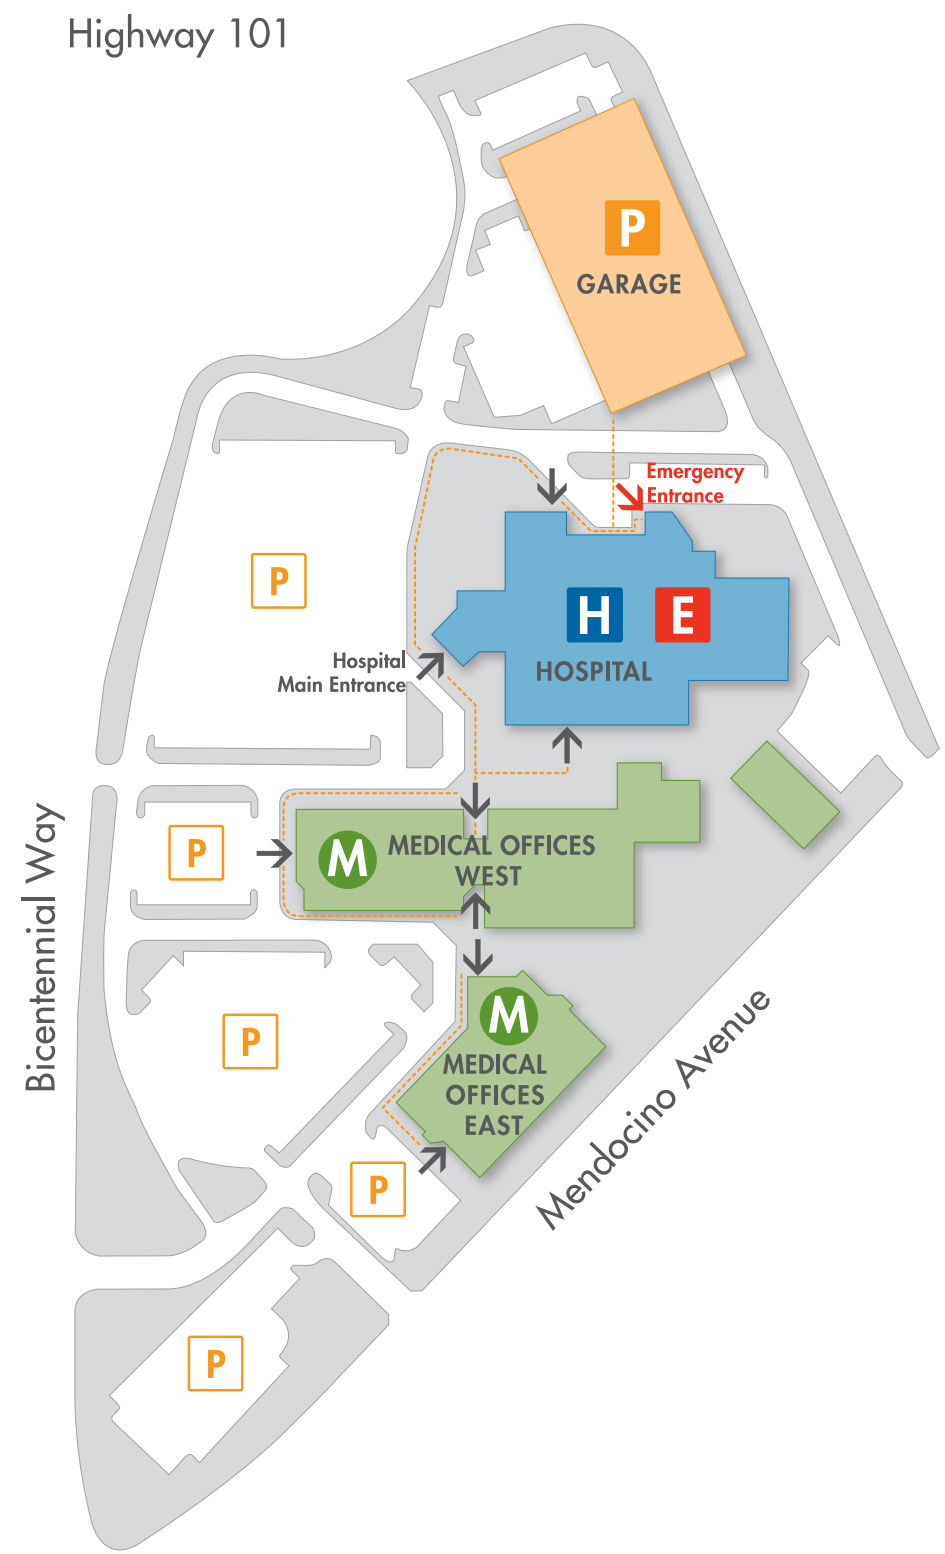 Highway 101
P
GARAGE
Emergency
Entrance
P
H E
HOSPITAL
Hospital
Main Entrance
Bicentennial Way
P
M
MEDICAL OFFICES
WEST
P
M
MEDICAL
OFFICES
EAST
Mendocino Avenue
P
P